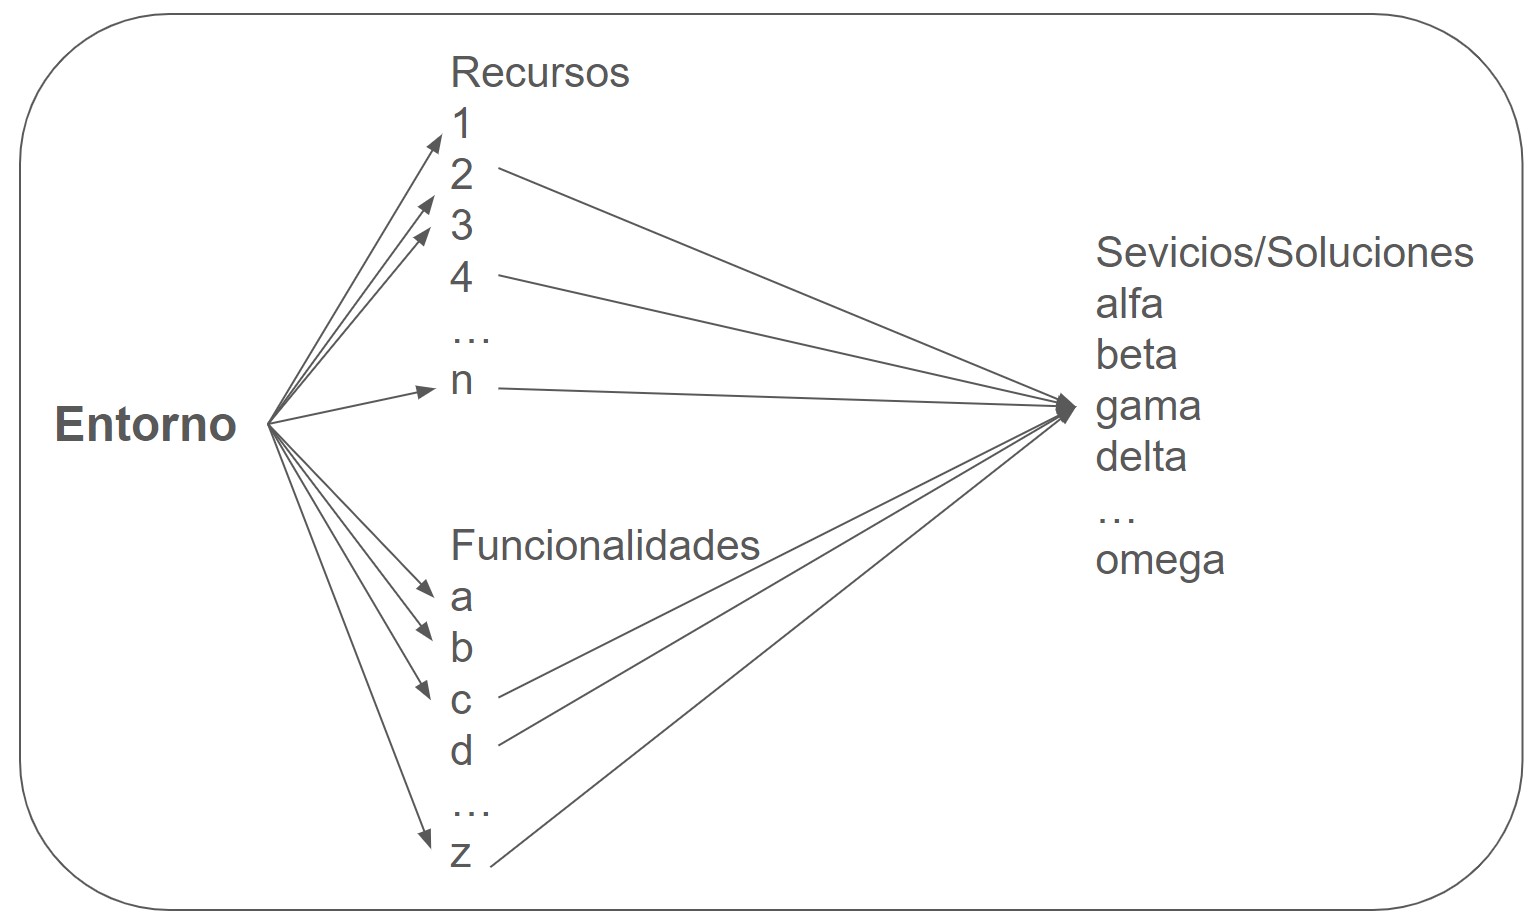 Recursos
1
2
3
4
...
n
Entorno
Funcionalidades
a
b
c
d
...
z
Sevicios/Soluciones
alfa
beta
gama
delta
...
omega